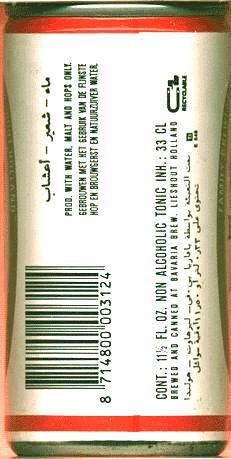 ماء - شعير - أعشاب
PROD. WITH WATER, MALT AND HOPS ONLY.
GEBROUWEN MET HET GEBRUIK VAN DE FIJNSTE
HOP EN BROUWGERST EN NATUURZUIVER WATER.
8 714800 003124
RECYCLABLE
CONT.: 11½ FL. OZ. NON ALCOHOLIC TONIC INH.: 33 CL
BREWED AND CANNED AT BAVARIA BREW. LIESHOUT HOLLAND